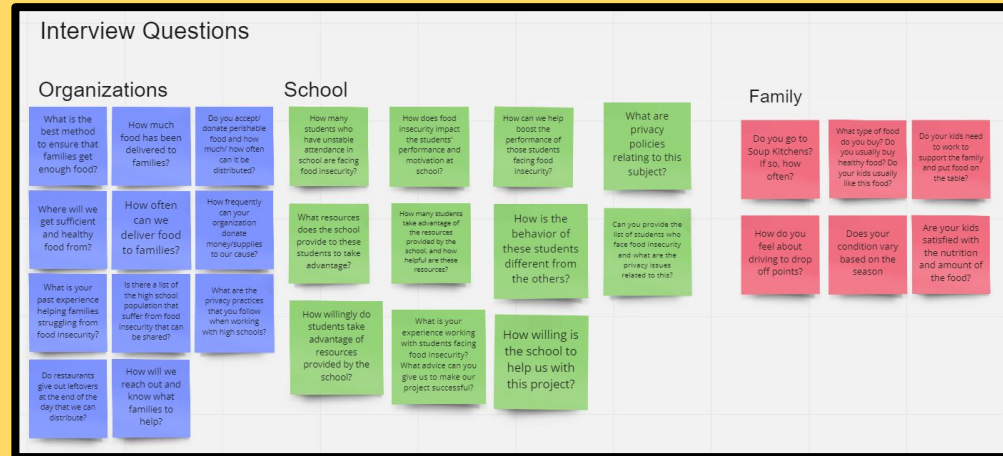 Interview Questions
Organizations
What is the
best method
to ensure that
families get
enough food?
How much
food has been
delivered to
families?
Do you accept/
donate perishable
food and how
much/ how often
can it be
distributed?
Where will we
get sufficient
and healthy
food from?
How often
can we
deliver food
to families?
How frequently
can your
organization
donate
money/supplies
to our cause?
What is your
past experience
helping families
struggling from
food insecurity?
Is there a list of
the high school
population that
suffer from food
insecurity that can
be shared?
What are the
privacy practices
that you follow
when working
with high schools?
Do restaurants
give out leftovers
at the end of the
day that we can
distribute?
How will we
reach out and
know what
families to
help?
School
How many
students who
have unstable
attendance in
school are facing
food insecurity?
How does food
insecurity impact
the students'
performance and
motivation at
school?
How can we help
boost the
performance of
those students
facing food
insecurity?
What are
privacy
policies
relating to this
subject?
What resources
does the school
provide to these
students to take
advantage?
How many students
take advantage of
the resources
provided by the
school, and how
helpful are these
resources?
How is the
behavior of
these students
different from
the others?
Can you provide the
list of students who
face food insecurity
and what are the
privacy issues
related to this?
How willingly do
students take
advantage of
resources
provided by the
school?
What is your
experience working
with students facing
food insecurity?
What advice can you
give us to make our
project successful?
How willing is
the school to
help us with
this project?
Family
Do you go to
Soup Kitchens?
If so, how
often?
What type of food
do you buy? Do
you usually buy
healthy food? Do
your kids usually
like this food?
Do your kids need
to work to
support the family
and put food on
the table?
How do you
feel about
driving to drop
off points?
Does your
condition vary
based on the
season
Are your kids
satisfied with
the nutrition
and amount of
the food?